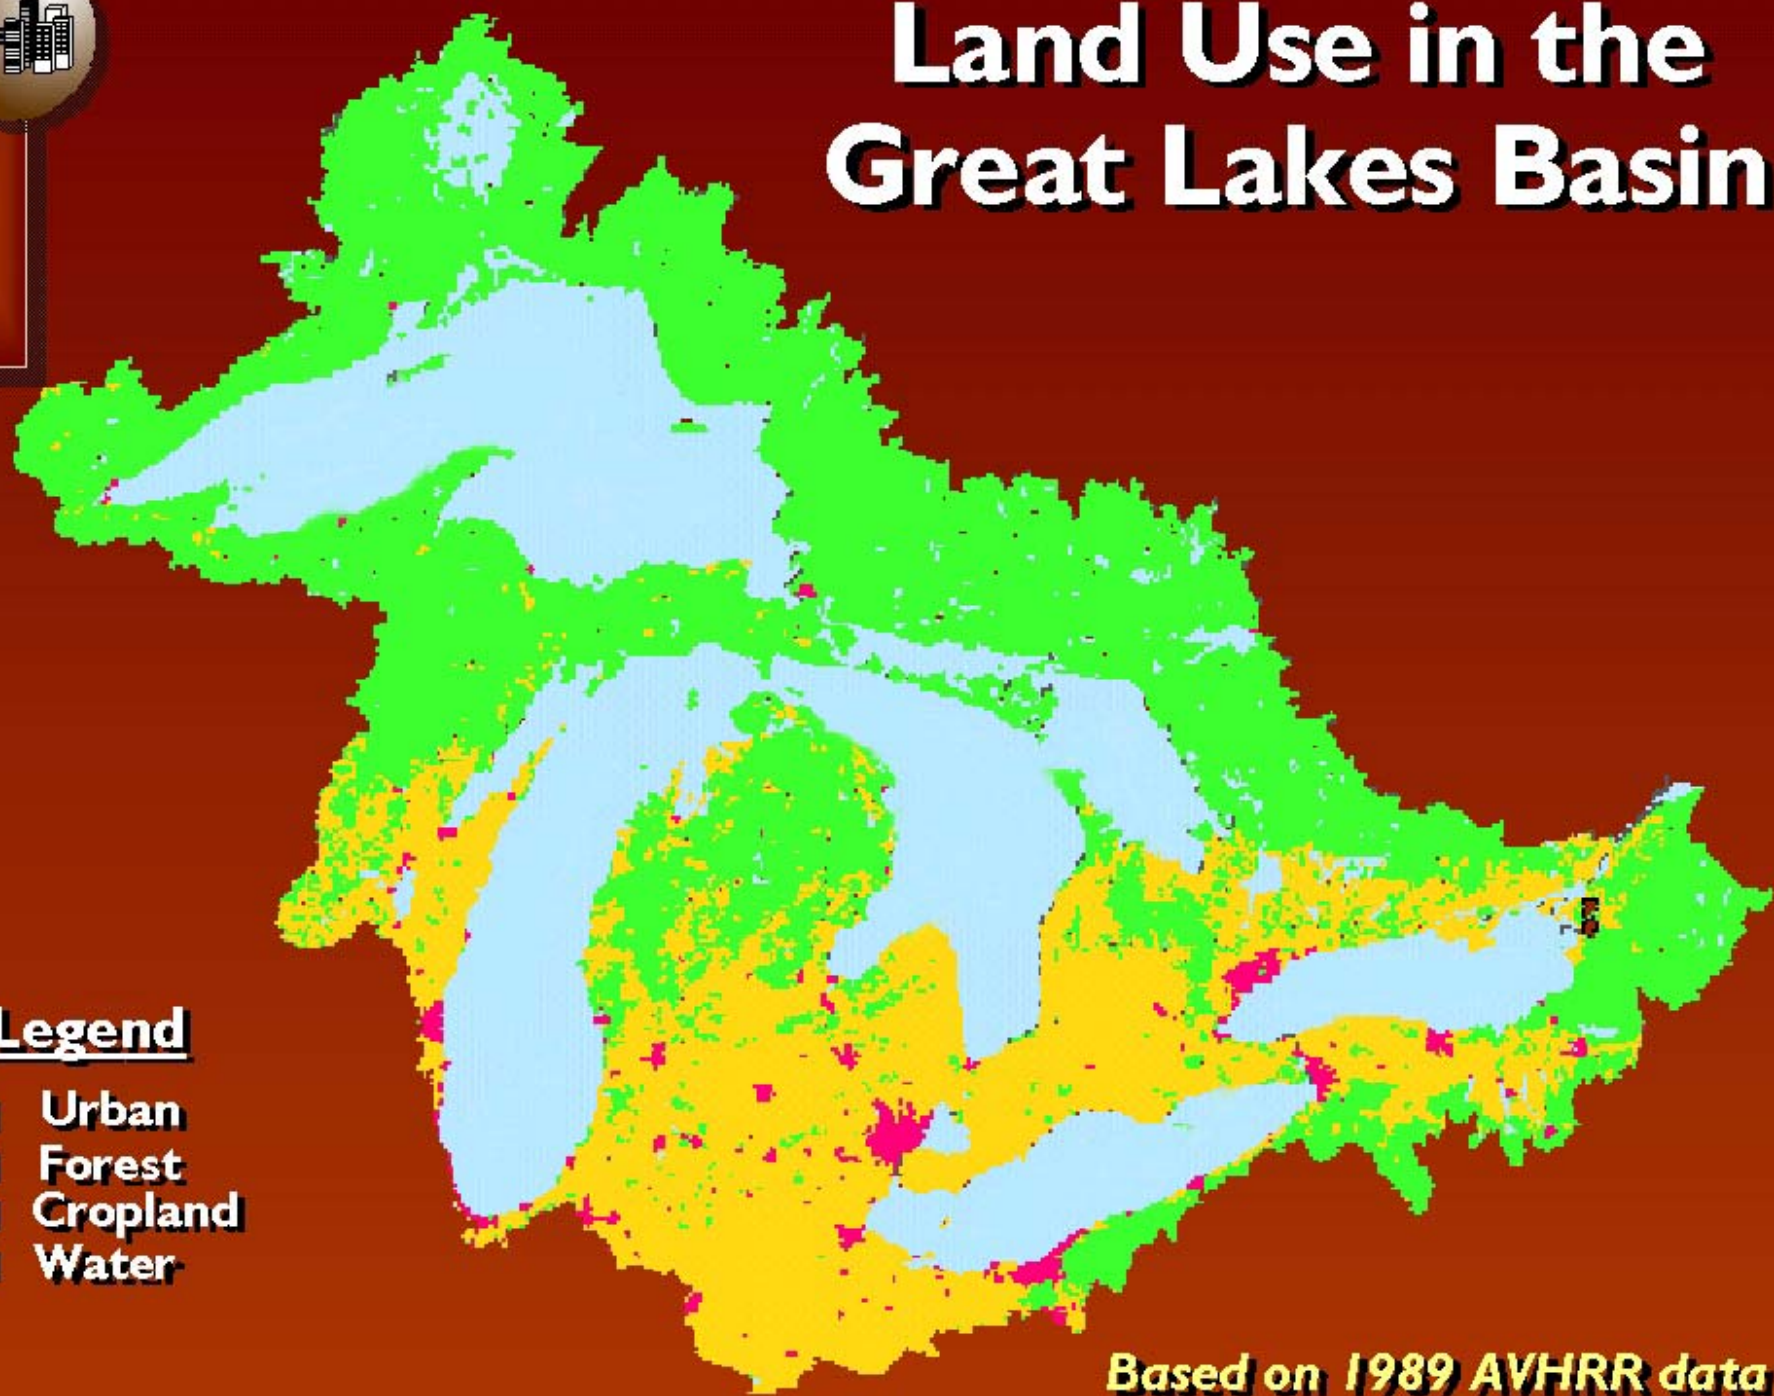 Land Use in the
Great Lakes Basin
Legend
Urban
Forest
Cropland
Water
Based on 1989 AVHRR data